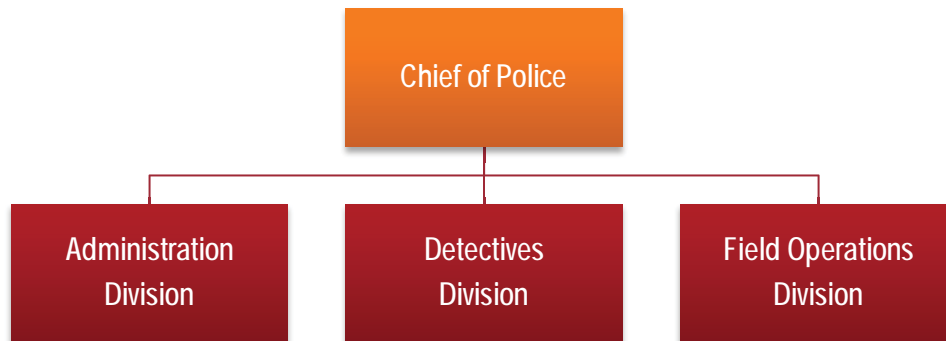 Chief of Police
Administration
Division
Detectives
Division
Field Operations
Division